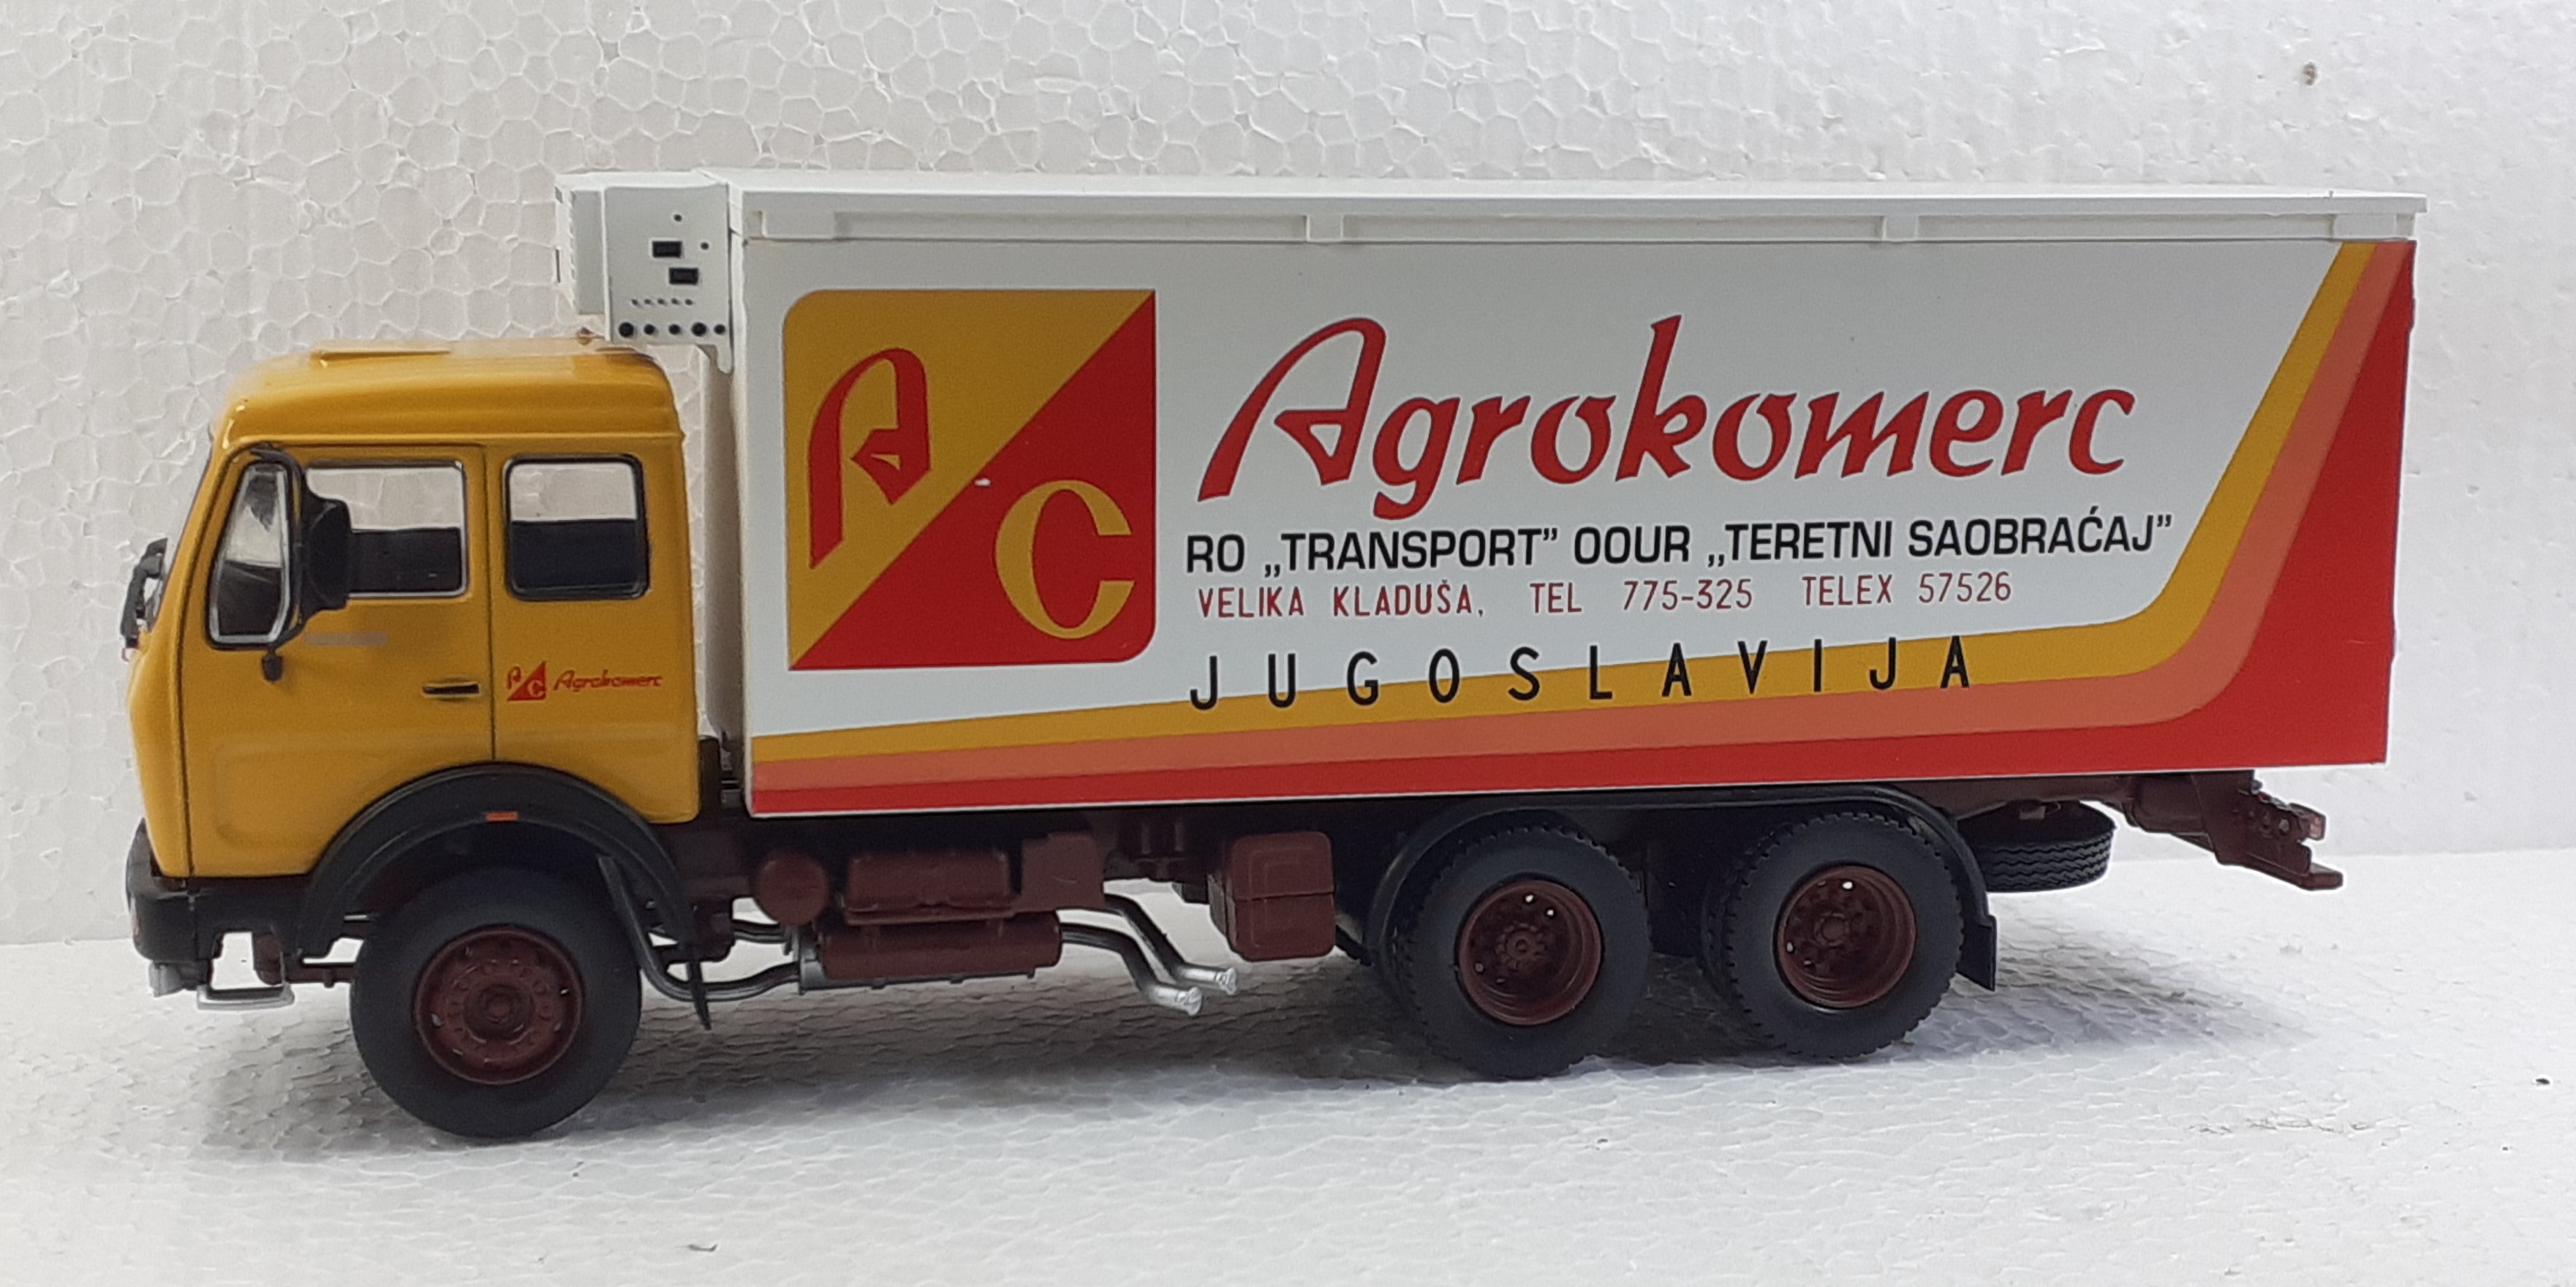 AC
Agrokomerc
RO „TRANSPORT” OOUR „TERETNI SAOBRAĆAJ”
VELIKA KLADUŠA, TEL 775-325 TELEX 57526
JUGOSLAVIJA
AC Agrokomerc